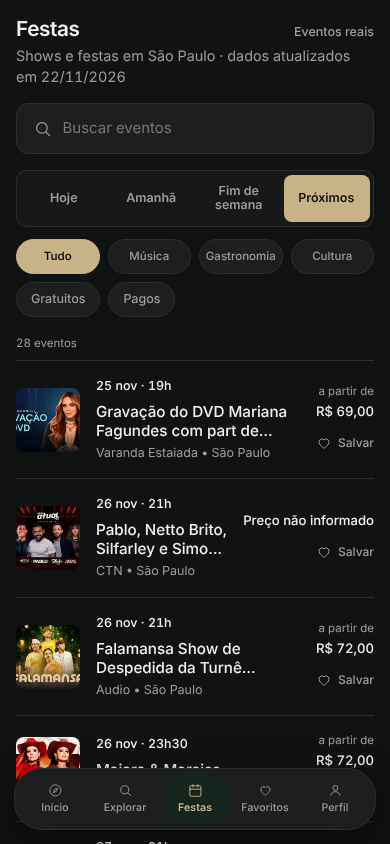 Festas
Eventos reais
Shows e festas em São Paulo · dados atualizados
em 22/11/2026
Buscar eventos
Hoje
Amanhã
Fim de
semana
Próximos
Tudo
Música
Gastronomia
Cultura
Gratuitos
Pagos
28 eventos
25 nov · 19h
Gravação do DVD Mariana
Fagundes com part de...
Varanda Estaiada • São Paulo
a partir de
R$ 69,00
Salvar
26 nov · 21h
Pablo, Netto Brito,
Silfarley e Simo...
CTN • São Paulo
Preço não informado
Salvar
26 nov · 21h
Falamansa Show de
Despedida da Turnê...
Audio • São Paulo
FALAMANSA
a partir de
R$ 72,00
Salvar
26 nov · 23h30
a partir de
R$ 72,00
Início
Explorar
Festas
Favoritos
Perfil